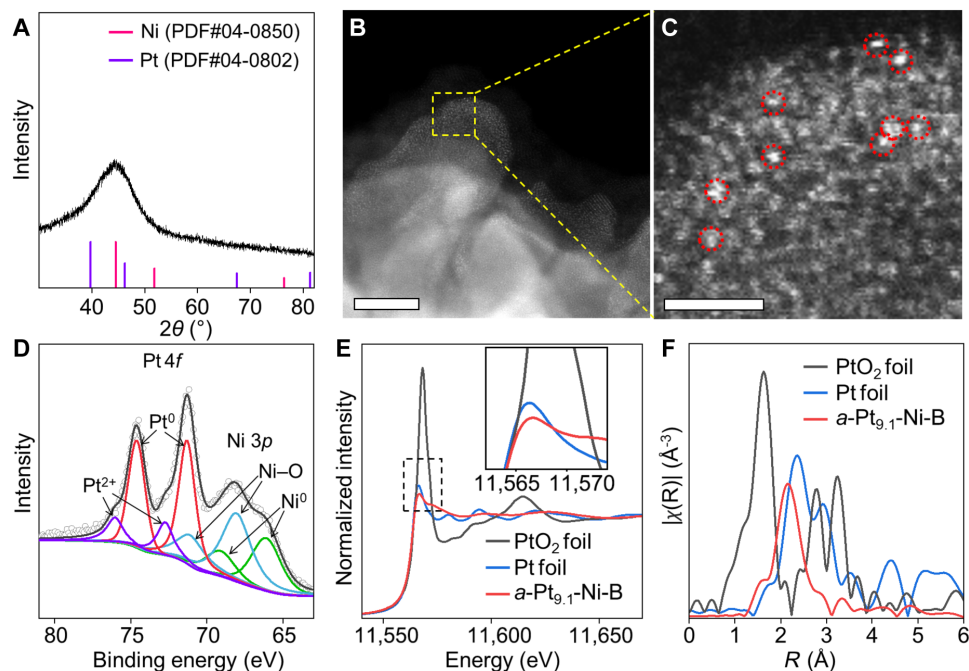 A
Ni (PDF#04-0850)
Pt (PDF#04-0802)
Intensity
40 50 60 70 80
2θ (°)
B
C
D
Pt 4f
Pt⁰
Ni 3p
Ni–O
Pt²⁺
Ni⁰
Intensity
80 75 70 65
Binding energy (eV)
E
11,565 11,570
PtO₂ foil
Pt foil
a-Pt₉.₁-Ni-B
Normalized intensity
11,550 11,600 11,650
Energy (eV)
F
PtO₂ foil
Pt foil
a-Pt₉.₁-Ni-B
|χ(R)| (Å⁻³)
0 1 2 3 4 5 6
R (Å)